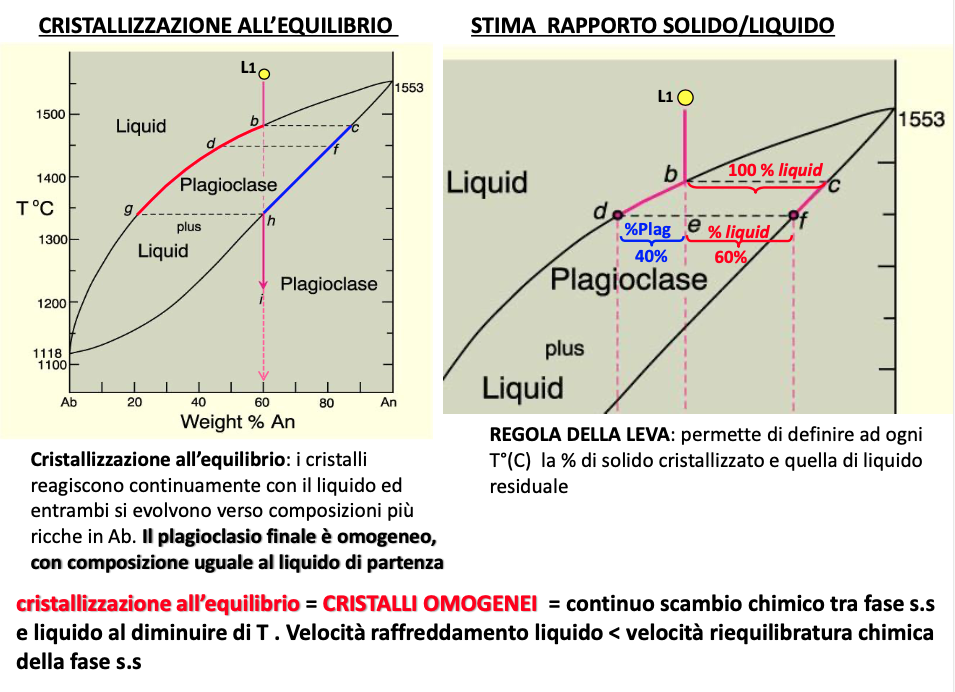 CRISTALLIZZAZIONE ALL’EQUILIBRIO
STIMA RAPPORTO SOLIDO/LIQUIDO
L1
1553
1500
b
c
Liquid
d
f
1400
Plagioclase
T °C
g
plus
h
1300
Liquid
Plagioclase
i
1200
1118
1100
Ab
20
40
60
80
An
Weight % An
L1
1553
Liquid
b
100 % liquid
c
d
e
f
%Plag
% liquid
40%
60%
Plagioclase
plus
Liquid
Cristallizzazione all’equilibrio: i cristalli
reagiscono continuamente con il liquido ed
entrambi si evolvono verso composizioni più
ricche in Ab. Il plagioclasio finale è omogeneo,
con composizione uguale al liquido di partenza
REGOLA DELLA LEVA: permette di definire ad ogni
T°(C) la % di solido cristallizzato e quella di liquido
residuale
cristallizzazione all’equilibrio = CRISTALLI OMOGENEI = continuo scambio chimico tra fase s.s
e liquido al diminuire di T . Velocità raffreddamento liquido < velocità riequilibratura chimica
della fase s.s